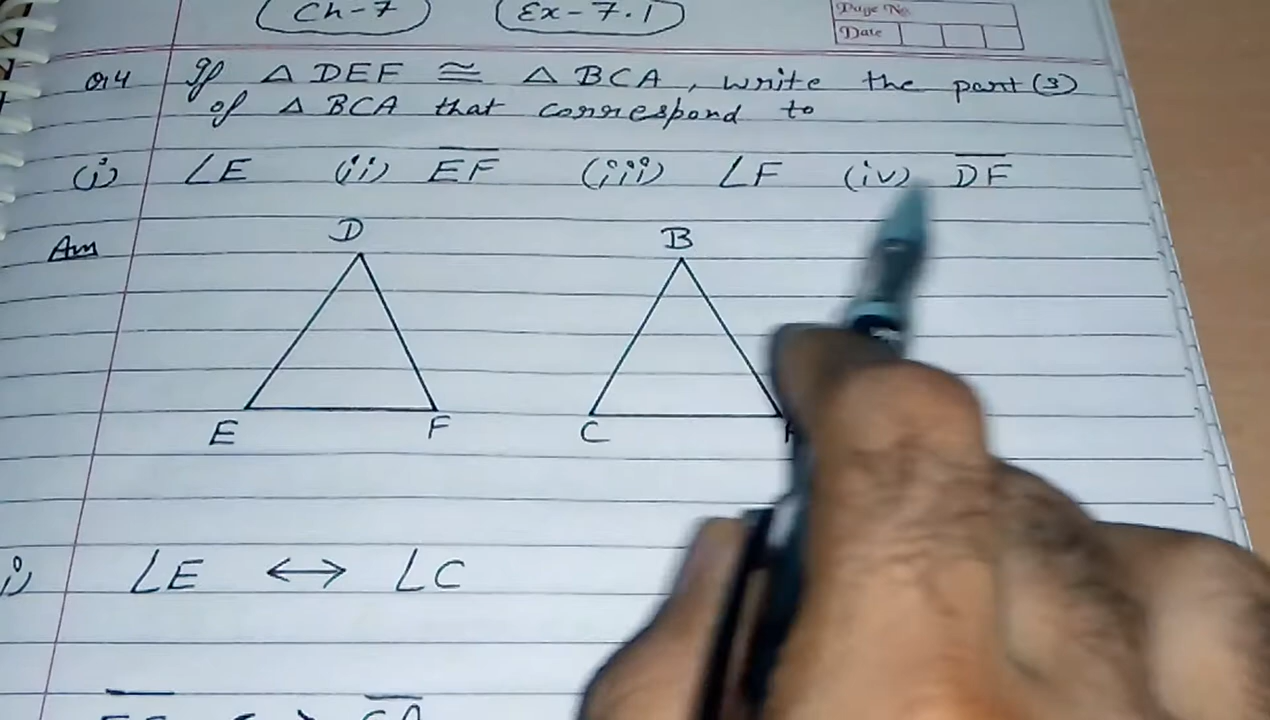 Ch-7 Ex-7.1
Page No.
Date
Q4 If △ DEF ≅ △ BCA, write the part(s)
of △ BCA that correspond to
(i) ∠E (ii) EF (iii) ∠F (iv) DF
Ans D B
E F C
i) ∠E ↔ ∠C